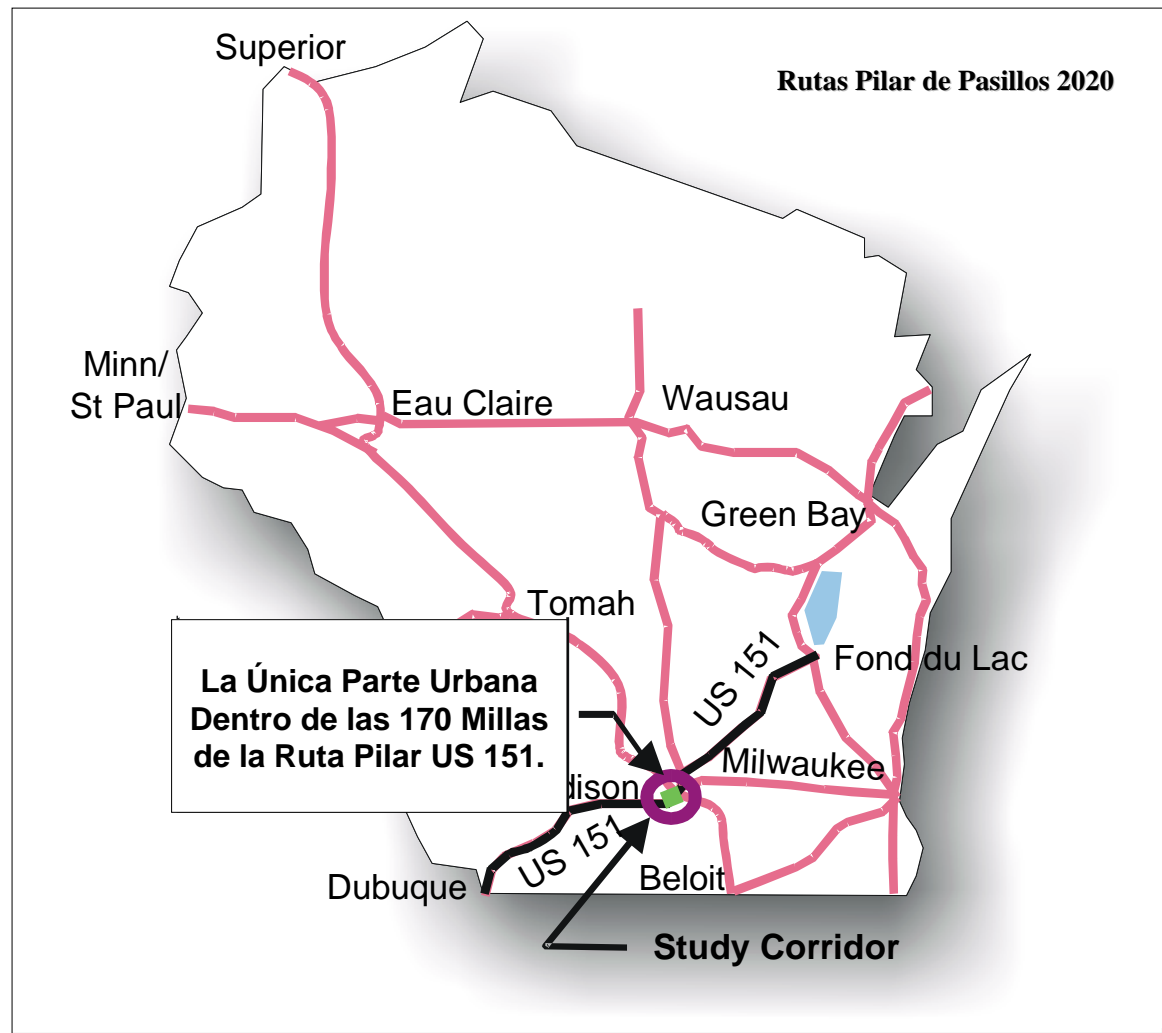 Superior
Rutas Pilar de Pasillos 2020
Minn/
St Paul
Eau Claire
Wausau
Green Bay
Tomah
Fond du Lac
US 151
La Única Parte Urbana
Dentro de las 170 Millas
de la Ruta Pilar US 151.
Milwaukee
dison
US 151
Dubuque
Beloit
Study Corridor